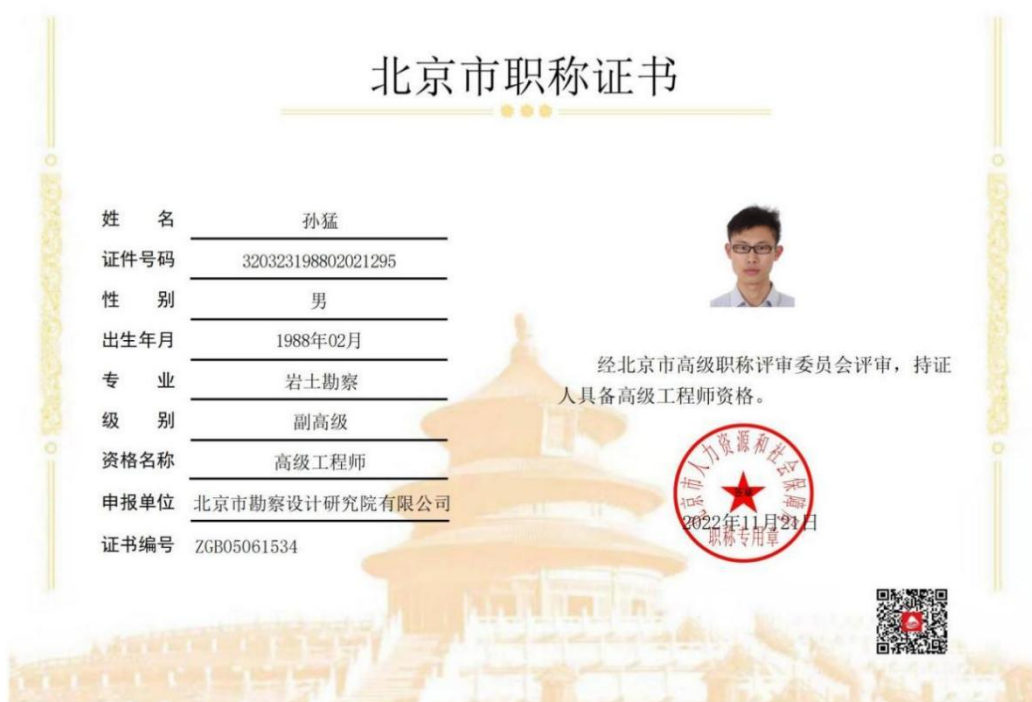 北京市职称证书
姓 名 孙猛
证件号码 320323198802021295
性 别 男
出生年月 1988年02月
专 业 岩土勘察
级 别 副高级
资格名称 高级工程师
申报单位 北京市勘察设计研究院有限公司
证书编号 ZGB05061534
经北京市高级职称评审委员会评审，持证
人具备高级工程师资格。
北京市人力资源和社会保障局
2022年11月21日
职称专用章